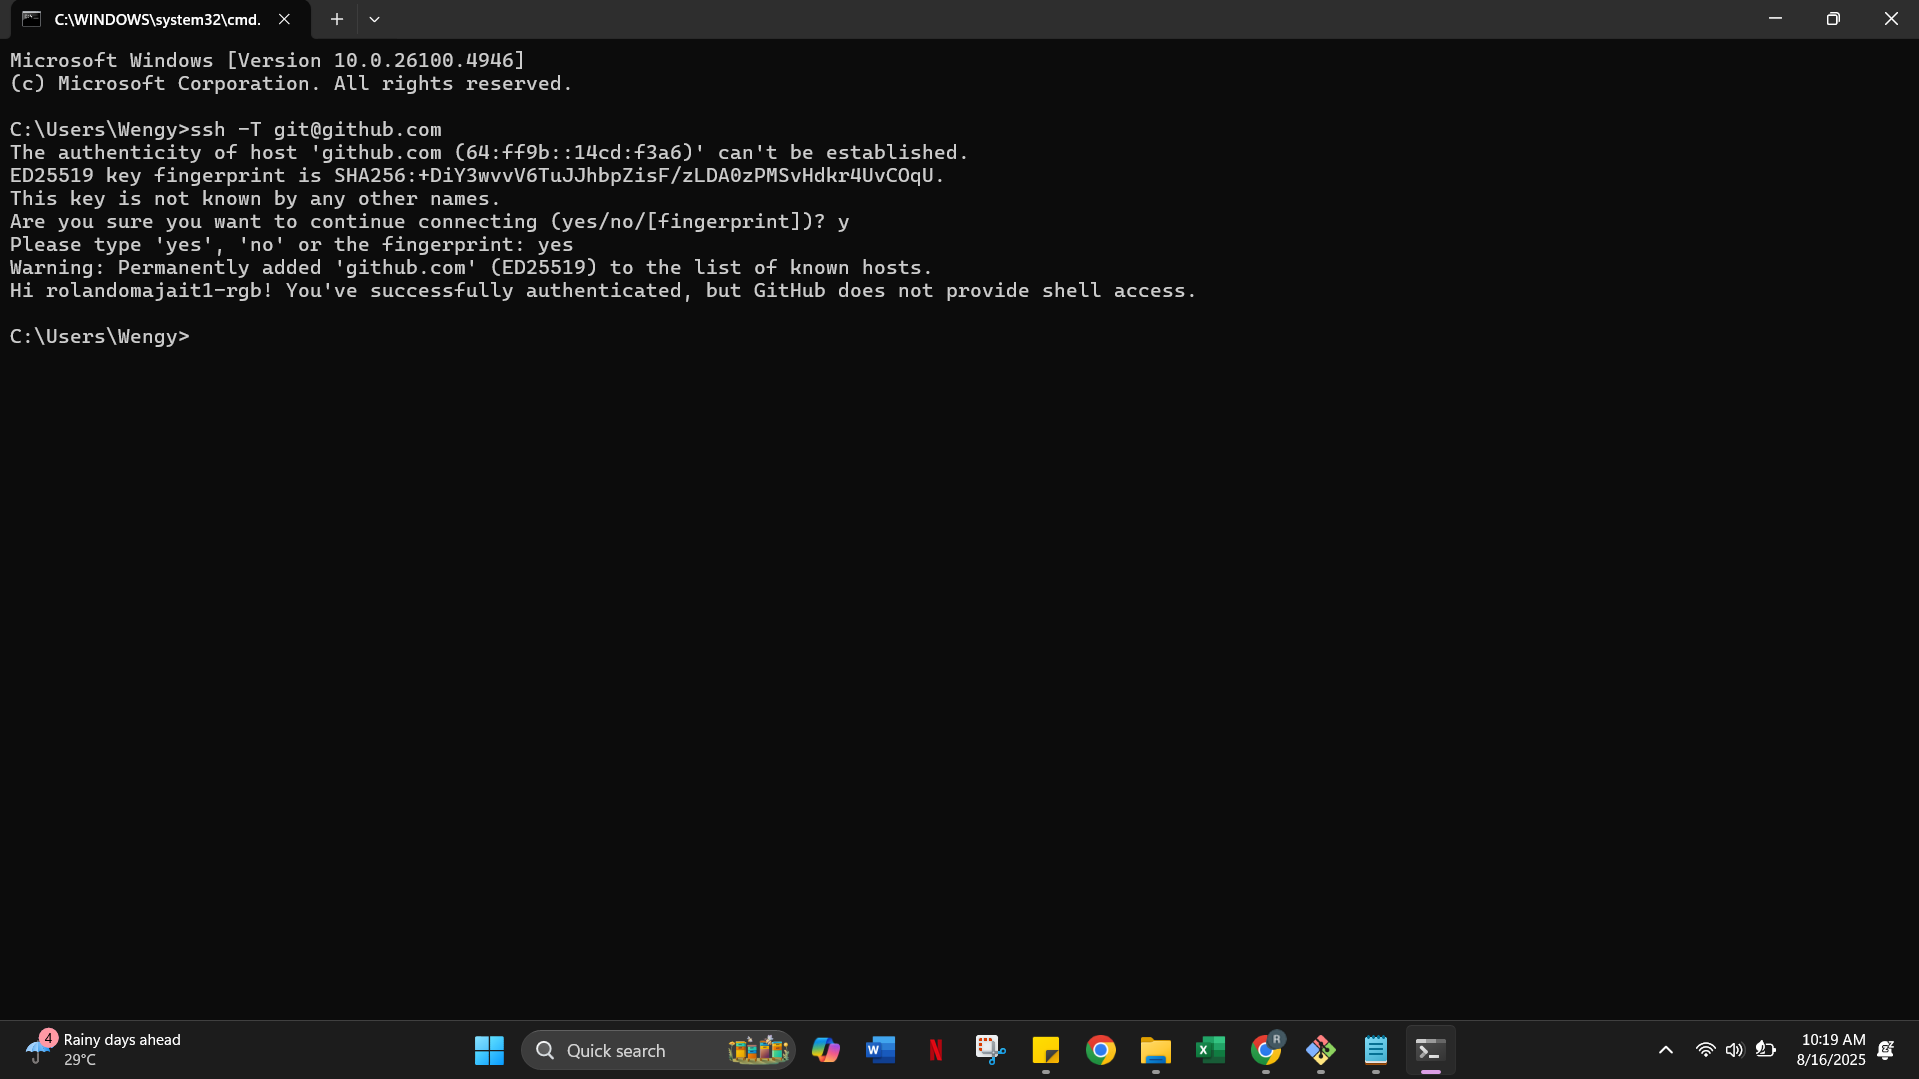 C:\WINDOWS\system32\cmd.
Microsoft Windows [Version 10.0.26100.4946]
(c) Microsoft Corporation. All rights reserved.
C:\Users\Wengy>ssh -T git@github.com
The authenticity of host 'github.com (64:ff9b::14cd:f3a6)' can't be established.
ED25519 key fingerprint is SHA256:+DiY3wvvV6TuJJhbpZisF/zLDA0zPMSvHdkr4UvCOqU.
This key is not known by any other names.
Are you sure you want to continue connecting (yes/no/[fingerprint])? y
Please type 'yes', 'no' or the fingerprint: yes
Warning: Permanently added 'github.com' (ED25519) to the list of known hosts.
Hi rolandomajait1-rgb! You've successfully authenticated, but GitHub does not provide shell access.
C:\Users\Wengy>
4
Rainy days ahead
29°C
Quick search
R
10:19 AM
8/16/2025